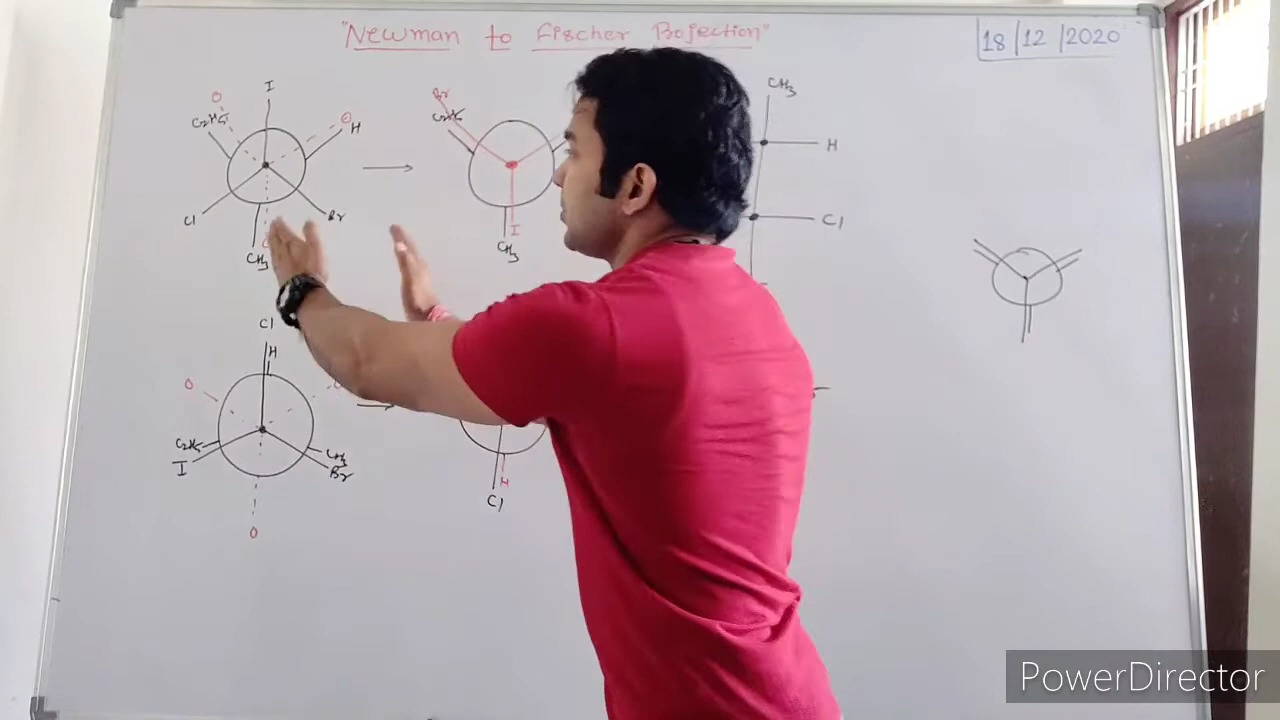 "Newman to Fischer Projection"
18/12/2020
O
I
C2H5
O
H
Cl
Br
CH3
Br
C2H5
I
CH3
CH3
H
Cl
Cl
H
O
O
C2H5
I
CH3
Br
O
H
Cl
PowerDirector